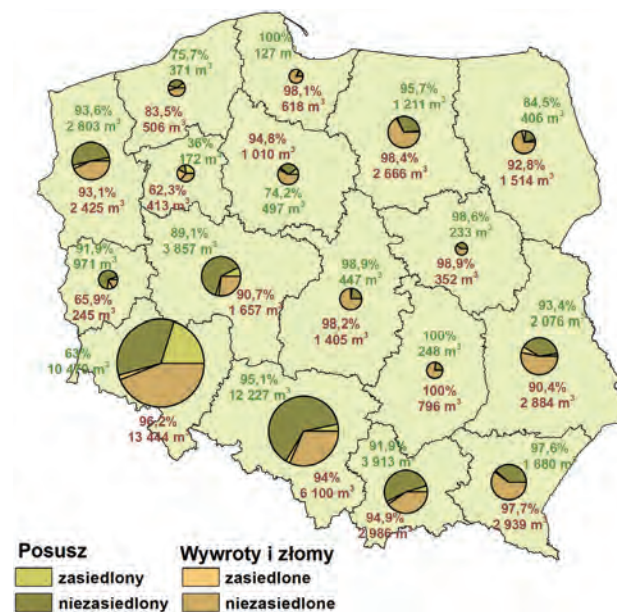 75,7%
371 m³
83,5%
506 m³
100%
127 m³
98,1%
618 m³
95,7%
1 211 m³
98,4%
2 666 m³
84,5%
406 m³
92,8%
1 514 m³
93,6%
2 803 m³
93,1%
2 425 m³
36%
172 m³
62,3%
413 m³
94,8%
1 010 m³
74,2%
497 m³
98,6%
233 m³
98,9%
352 m³
91,9%
971 m³
65,9%
245 m³
89,1%
3 857 m³
90,7%
1 657 m³
98,9%
447 m³
98,2%
1 405 m³
93,4%
2 076 m³
90,4%
2 884 m³
63%
10 470 m³
96,2%
13 444 m³
95,1%
12 227 m³
94%
6 100 m³
100%
248 m³
100%
796 m³
91,9%
3 913 m³
94,9%
2 986 m³
97,6%
1 680 m³
97,7%
2 939 m³
Posusz
zasiedlony
niezasiedlony
Wywroty i złomy
zasiedlone
niezasiedlone